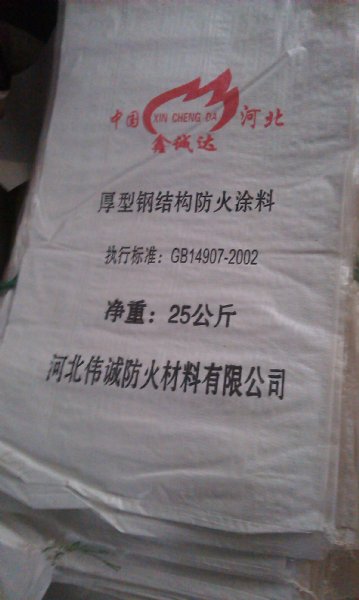 中国 XIN CHENG DA 河北
鑫诚达
厚型钢结构防火涂料
执行标准：GB14907-2002
净重：25公斤
河北伟诚防火材料有限公司